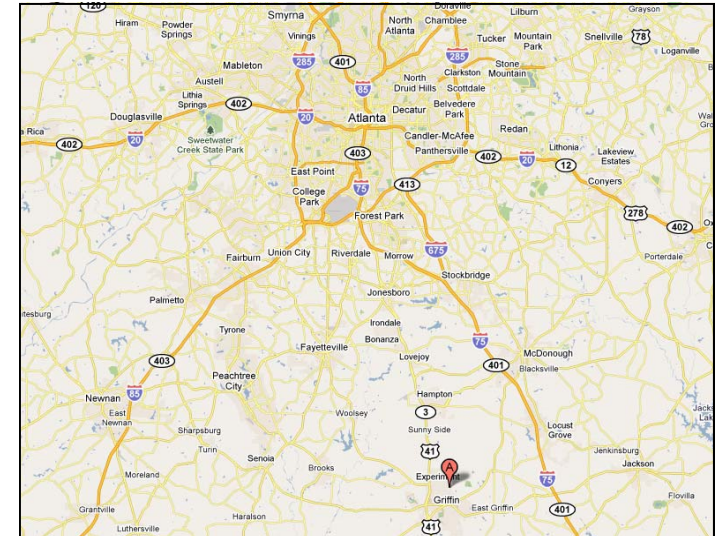 120
Doraville
Grayson
Hiram
Powder
Springs
Smyrna
North
Atlanta
Chamblee
Lilburn
Vinings
Tucker
Mountain
Park
Snellville
78
Loganville
285
401
285
Mableton
North
Druid Hills
Clarkston
Stone
Mountain
Scottdale
Austell
85
Lithia
Springs
402
Douglasville
20
Atlanta
Decatur
Belvedere
Park
Redan
Candler-McAfee
Panthersville
402
20
Lithonia
Lakeview
Estates
12
Conyers
a Rica
402
20
Sweetwater
Creek State Park
403
East Point
College
Park
75
413
Forest Park
278
402
Porterdale
Fairburn
Union City
Riverdale
Morrow
675
Stockbridge
Jonesboro
Palmetto
tesburg
Tyrone
Irondale
Bonanza
75
Fayetteville
Lovejoy
McDonough
Blacksville
403
401
Peachtree
City
85
Newnan
East
Newnan
Hampton
3
Woolsey
Sunny Side
Locust
Grove
Sharpsburg
Turin
41
Jenkinsburg
Jackson
Senoia
Brooks
A
Experiment
75
Moreland
Griffin
East Griffin
Flovilla
401
Grantville
Haralson
Luthersville
41